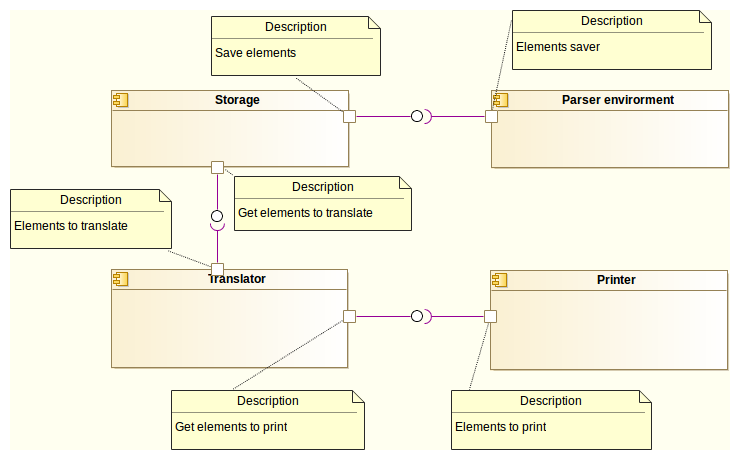 Description
Save elements
Description
Elements saver
Storage
Parser envirorment
Description
Get elements to translate
Description
Elements to translate
Translator
Printer
Description
Get elements to print
Description
Elements to print